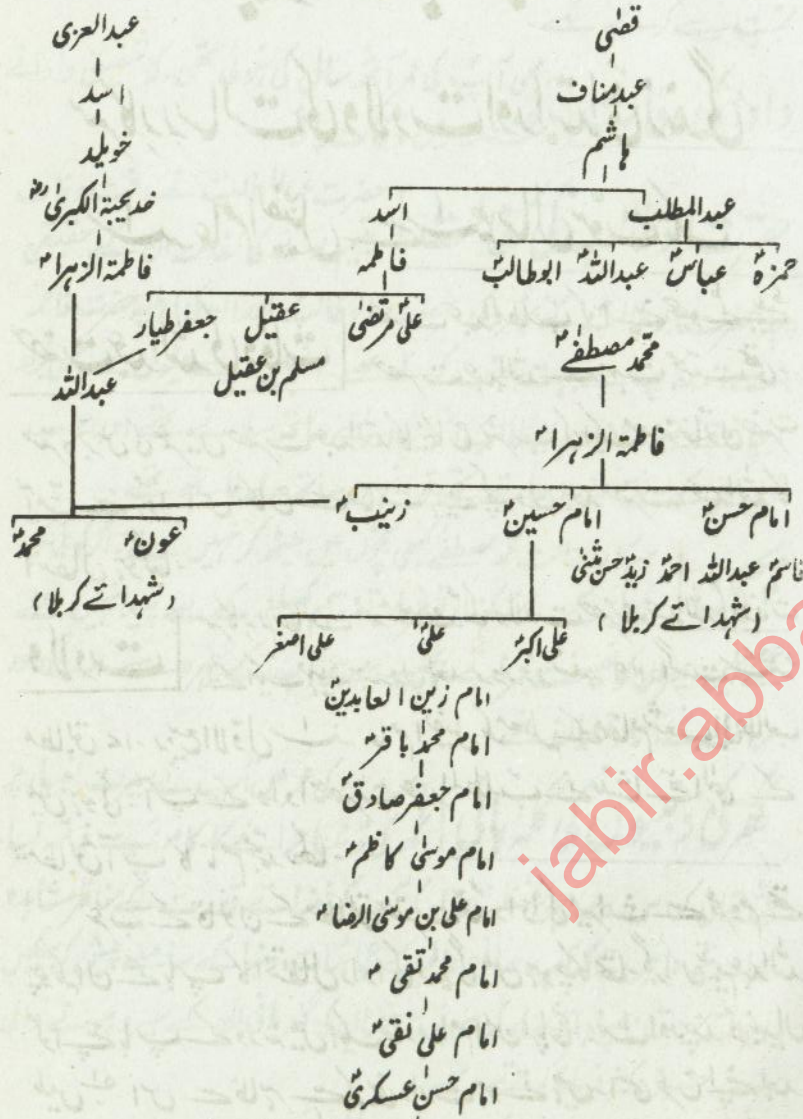 قصٰی عبدالعزی
عبدمناف اسد
ہاشم خویلد
عبدالمطلب اسد خدیجۃ الکبریٰؓ
حمزہؑ عباسؑ عبداللہؑ ابوطالبؑ فاطمہ فاطمۃ الزہراؑ
علی مرتضیٰؑ عقیل جعفر طیار
محمد مصطفےٰؐ مسلم بن عقیل عبداللہ
فاطمۃ الزہراؑ
امام حسنؑ امام حسینؑ زینبؑ عونؑ محمدؑ
قاسمؑ عبداللہ احمدؑ زیدؑ حسن مثنیٰ
(شہدائے کربلا) (شہدائے کربلا)
علی اکبرؑ علیؑ علی اصغر
امام زین العابدینؑ
امام محمد باقرؑ
امام جعفر صادقؑ
امام موسیٰ کاظمؑ
امام علی بن موسٰی الرضاؑ
امام محمد تقیؑ
امام علی نقیؑ
امام حسن عسکریؑ
jabir.abba